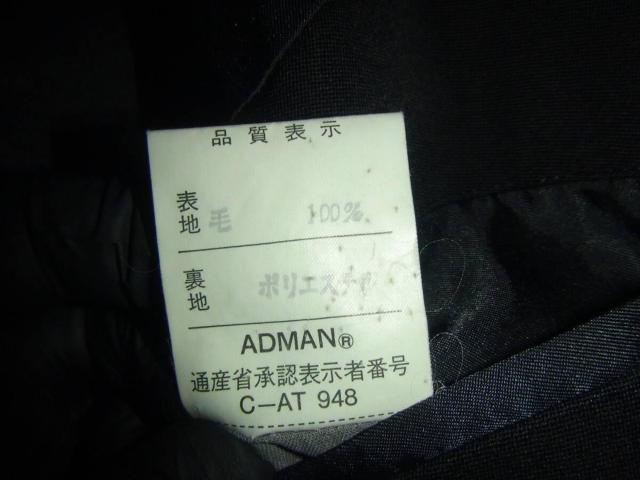 品質表示
表地 毛 100%
裏地 ポリエステル
ADMAN®
通産省承認表示者番号
C-AT 948